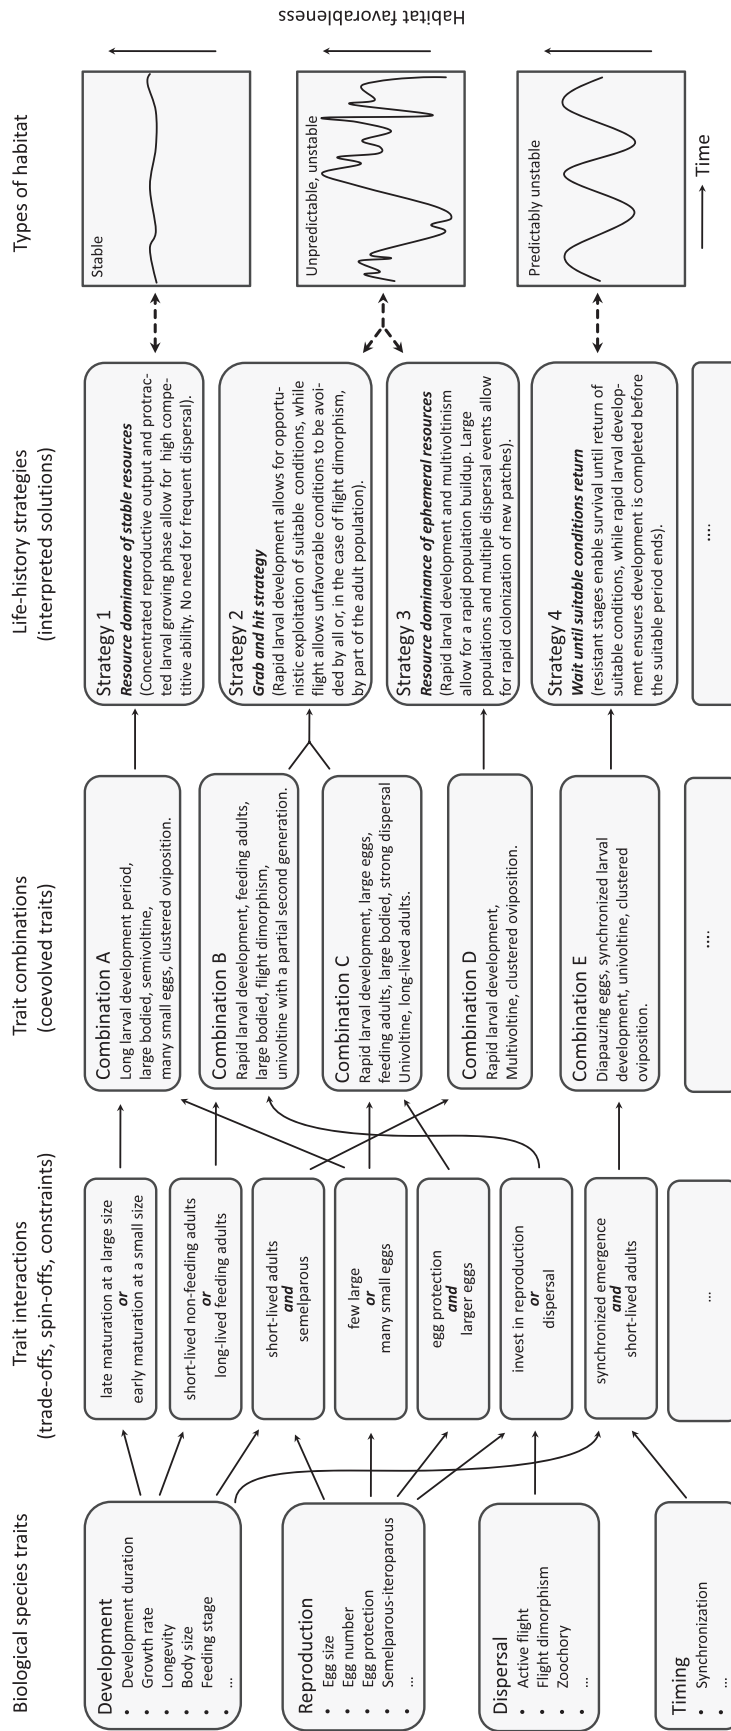 Biological species traits
Development
• Development duration
• Growth rate
• Longevity
• Body size
• Feeding stage
• ...
Reproduction
• Egg size
• Egg number
• Egg protection
• Semelparous-iteroparous
• ...
Dispersal
• Active flight
• Flight dimorphism
• Zoochory
• ...
Timing
• Synchronization
• ...
Trait interactions
(trade-offs, spin-offs, constraints)
late maturation at a large size
or
early maturation at a small size
short-lived non-feeding adults
or
long-lived feeding adults
short-lived adults
and
semelparous
few large
or
many small eggs
egg protection
and
larger eggs
invest in reproduction
or
dispersal
synchronized emergence
and
short-lived adults
...
Trait combinations
(coevolved traits)
Combination A
Long larval development period,
large bodied, semivoltine,
many small eggs, clustered oviposition.
Combination B
Rapid larval development, feeding adults,
large bodied, flight dimorphism,
univoltine with a partial second generation.
Combination C
Rapid larval development, large eggs,
feeding adults, large bodied, strong dispersal
Univoltine, long-lived adults.
Combination D
Rapid larval development,
Multivoltine, clustered oviposition.
Combination E
Diapauzing eggs, synchronized larval
development, univoltine, clustered
oviposition.
....
Life-history strategies
(interpreted solutions)
Strategy 1
Resource dominance of stable resources
(Concentrated reproductive output and protrac-
ted larval growing phase allow for high compe-
titive ability. No need for frequent dispersal).
Strategy 2
Grab and hit strategy
(Rapid larval development allows for opportu-
nistic exploitation of suitable conditions, while
flight allows unfavorable conditions to be avoi-
ded by all or, in the case of flight dimorphism,
by part of the adult population).
Strategy 3
Resource dominance of ephemeral resources
(Rapid larval development and multivoltinism
allow for a rapid population buildup. Large
populations and multiple dispersal events allow
for rapid colonization of new patches).
Strategy 4
Wait until suitable conditions return
(resistant stages enable survival until return of
suitable conditions, while rapid larval develop-
ment ensures development is completed before
the suitable period ends).
....
Types of habitat
Stable
Unpredictable, unstable
Predictably unstable
Time
Habitat favorableness